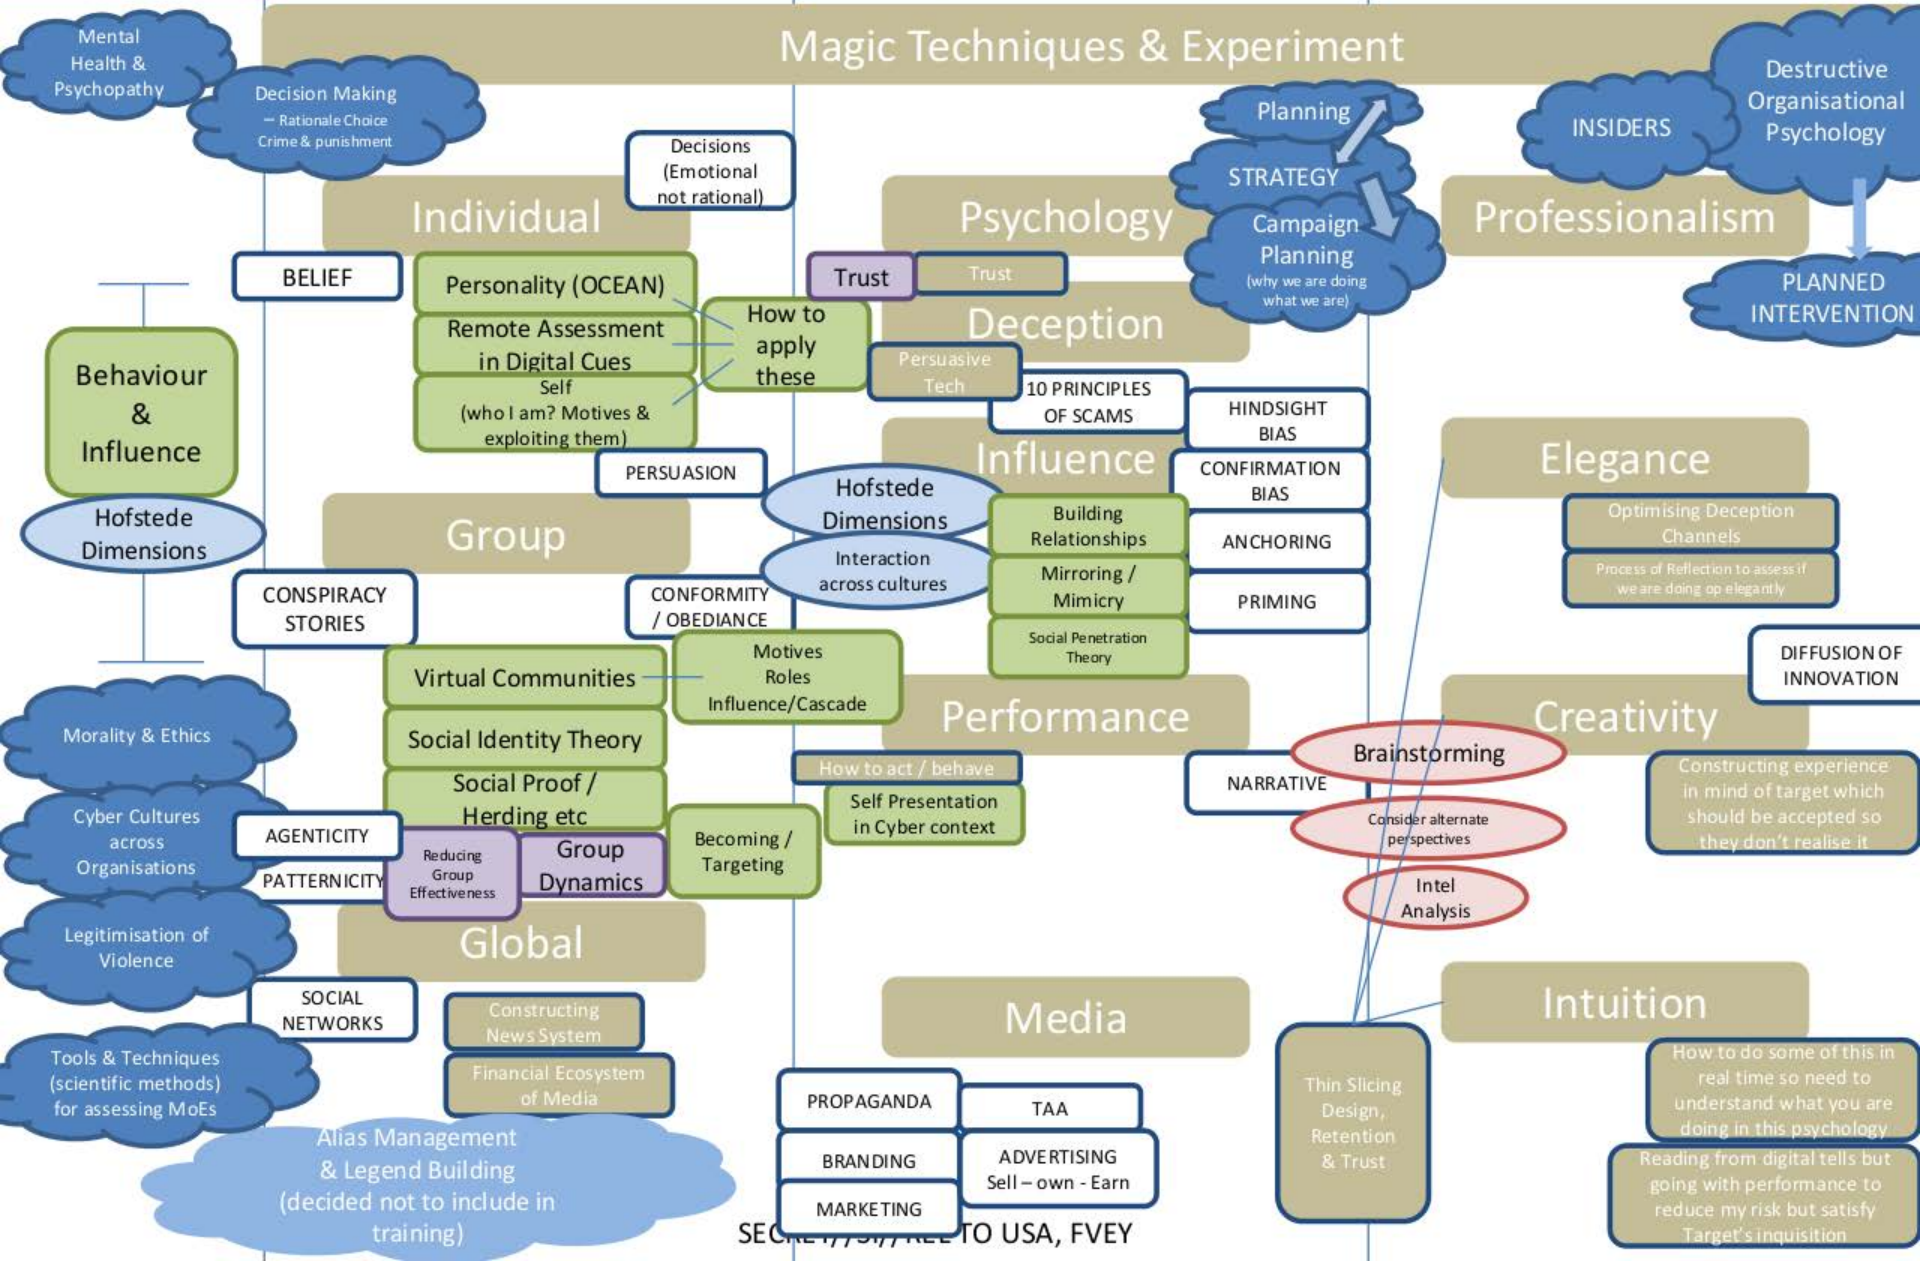 Magic Techniques & Experiment
Mental
Health &
Psychopathy
Decision Making
– Rationale Choice
Crime & punishment
Decisions
(Emotional
not rational)
Planning
STRATEGY
Campaign
Planning
(why we are doing
what we are)
INSIDERS
Destructive
Organisational
Psychology
PLANNED
INTERVENTION
Individual
Psychology
Professionalism
BELIEF
Personality (OCEAN)
Remote Assessment
in Digital Cues
Self
(who I am? Motives &
exploiting them)
How to
apply
these
Trust
Trust
Deception
Persuasive
Tech
10 PRINCIPLES
OF SCAMS
HINDSIGHT
BIAS
Behaviour
&
Influence
Hofstede
Dimensions
PERSUASION
Influence
CONFIRMATION
BIAS
Hofstede
Dimensions
Interaction
across cultures
Building
Relationships
Mirroring /
Mimicry
Social Penetration
Theory
ANCHORING
PRIMING
Elegance
Optimising Deception
Channels
Process of Reflection to assess if
we are doing op elegantly
Group
CONSPIRACY
STORIES
CONFORMITY
/ OBEDIANCE
Virtual Communities
Motives
Roles
Influence/Cascade
Social Identity Theory
Social Proof /
Herding etc
Reducing
Group
Effectiveness
Group
Dynamics
Becoming /
Targeting
Performance
How to act / behave
Self Presentation
in Cyber context
NARRATIVE
Brainstorming
Consider alternate
perspectives
Intel
Analysis
DIFFUSION OF
INNOVATION
Creativity
Constructing experience
in mind of target which
should be accepted so
they don't realise it
Morality & Ethics
Cyber Cultures
across
Organisations
AGENTICITY
PATTERNICITY
Legitimisation of
Violence
Tools & Techniques
(scientific methods)
for assessing MoEs
Global
SOCIAL
NETWORKS
Constructing
News System
Financial Ecosystem
of Media
Alias Management
& Legend Building
(decided not to include in
training)
Media
PROPAGANDA
TAA
BRANDING
ADVERTISING
Sell – own - Earn
MARKETING
Thin Slicing
Design,
Retention
& Trust
Intuition
How to do some of this in
real time so need to
understand what you are
doing in this psychology
Reading from digital tells but
going with performance to
reduce my risk but satisfy
Target's inquisition
SECRET//SI//REL TO USA, FVEY